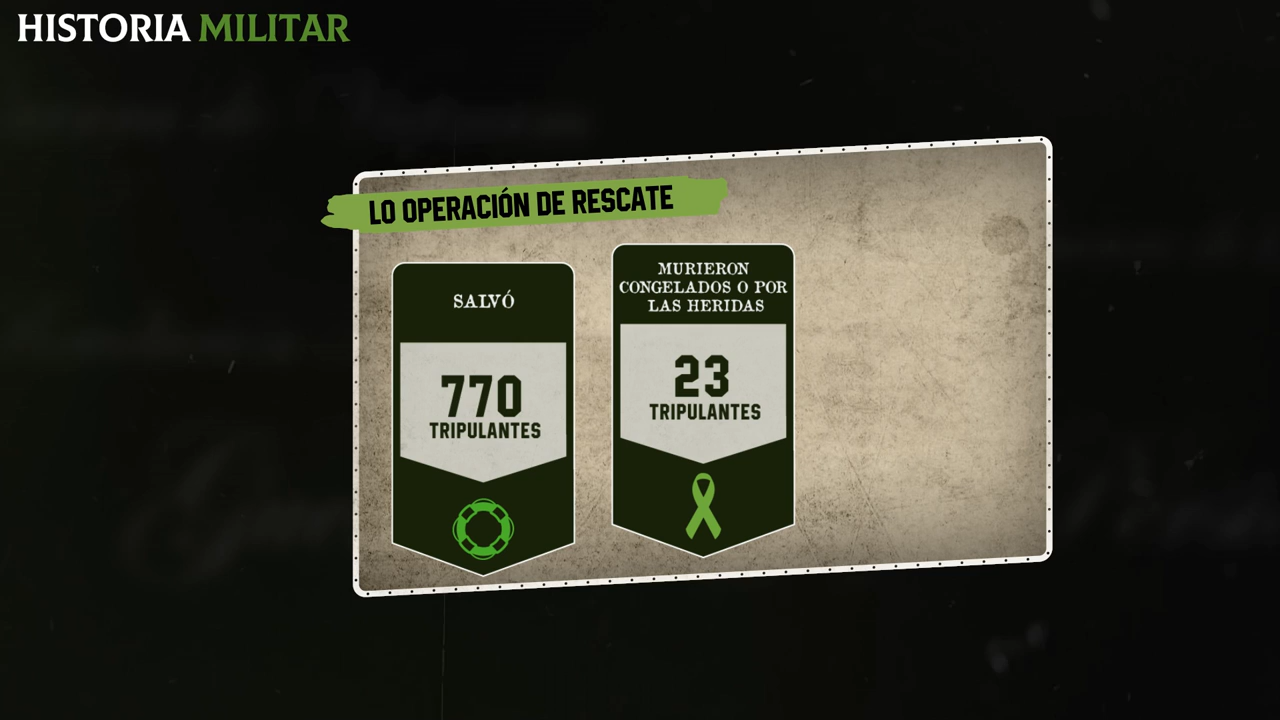 HISTORIA MILITAR
LO OPERACIÓN DE RESCATE
SALVÓ
770
TRIPULANTES
MURIERON
CONGELADOS O POR
LAS HERIDAS
23
TRIPULANTES